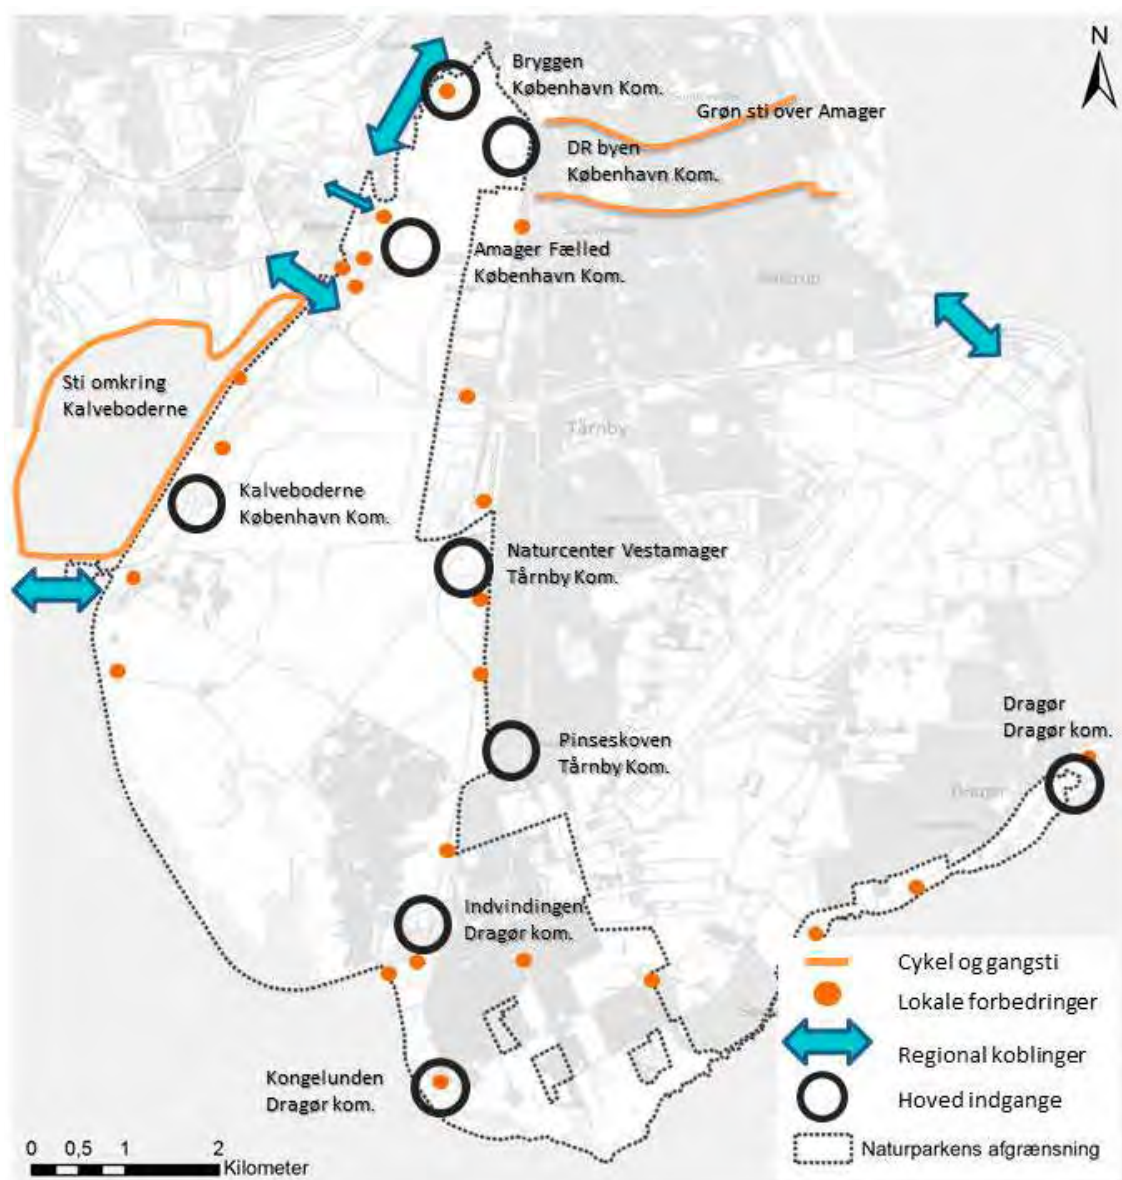 N
Bryggen
København Kom.
Grøn sti over Amager
DR byen
København Kom.
Amager Fælled
København Kom.
Sti omkring
Kalveboderne
Tårnby
Kalveboderne
København Kom.
Naturcenter Vestamager
Tårnby Kom.
Dragør
Dragør kom.
Pinseskoven
Tårnby Kom.
Dragør
Indvindingen
Dragør kom.
Cykel og gangsti
Lokale forbedringer
Regional koblinger
Kongelunden
Dragør kom.
Hoved indgange
Naturparkens afgrænsning
0 0,5 1 2
Kilometer